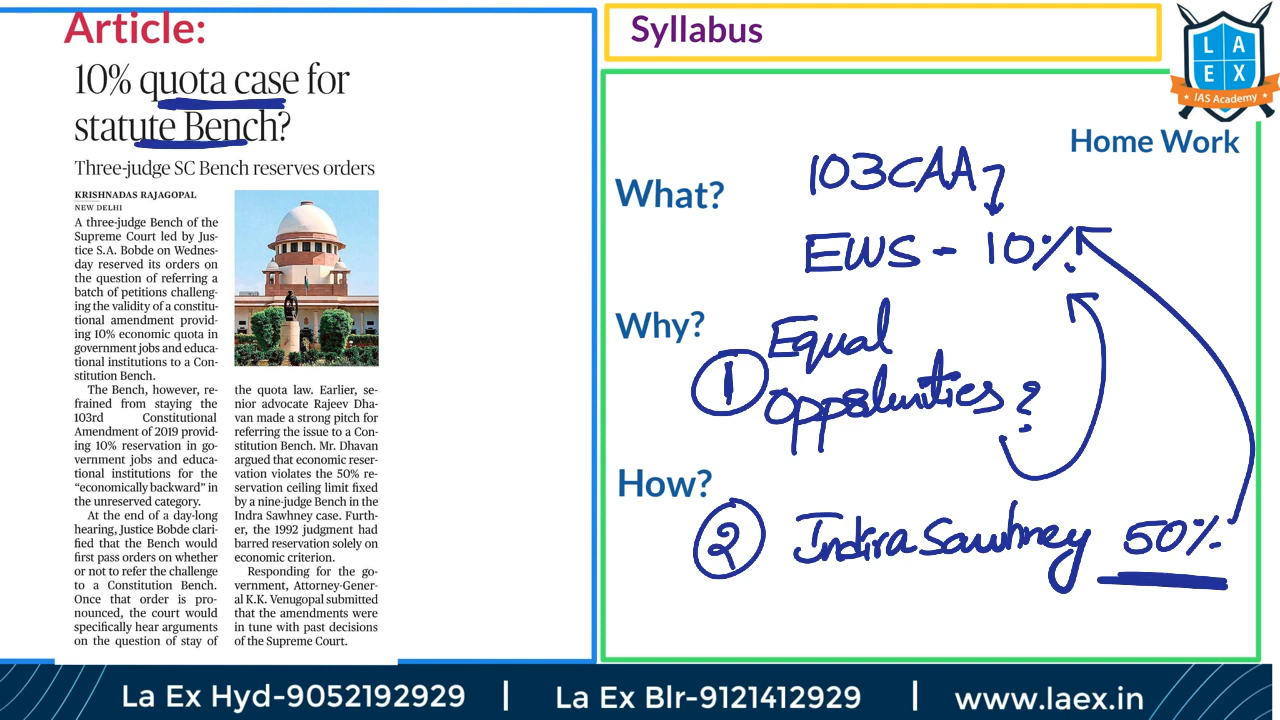 Article:
10% quota case for
statute Bench?
Three-judge SC Bench reserves orders
KRISHNADAS RAJAGOPAL
NEW DELHI
A three-judge Bench of the
Supreme Court led by Jus-
tice S.A. Bobde on Wednes-
day reserved its orders on
the question of referring a
batch of petitions challeng-
ing the validity of a constitu-
tional amendment provid-
ing 10% economic quota in
government jobs and educa-
tional institutions to a Con-
stitution Bench.
The Bench, however, re-
frained from staying the
103rd Constitutional
Amendment of 2019 provid-
ing 10% reservation in go-
vernment jobs and educa-
tional institutions for the
“economically backward” in
the unreserved category.
At the end of a day-long
hearing, Justice Bobde clari-
fied that the Bench would
first pass orders on whether
or not to refer the challenge
to a Constitution Bench.
Once that order is pro-
nounced, the court would
specifically hear arguments
on the question of stay of
the quota law. Earlier, se-
nior advocate Rajeev Dha-
van made a strong pitch for
referring the issue to a Con-
stitution Bench. Mr. Dhavan
argued that economic reser-
vation violates the 50% re-
servation ceiling limit fixed
by a nine-judge Bench in the
Indra Sawhney case. Furth-
er, the 1992 judgment had
barred reservation solely on
economic criterion.
Responding for the go-
vernment, Attorney-Gener-
al K.K. Venugopal submitted
that the amendments were
in tune with past decisions
of the Supreme Court.
Syllabus
L A
E X
IAS Academy
Home Work
What?
103CAA
EWS - 10%.
Why?
1 Equal
Opportunities?
How?
2 Indira Sawhney 50%.
La Ex Hyd-9052192929 | La Ex Blr-9121412929 | www.laex.in